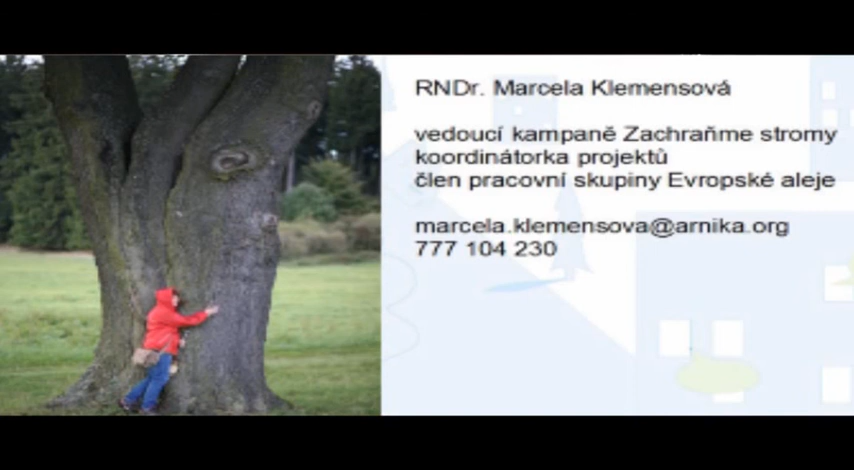 RNDr. Marcela Klemensová
vedoucí kampaně Zachraňme stromy
koordinátorka projektů
člen pracovní skupiny Evropské aleje
marcela.klemensova@arnika.org
777 104 230